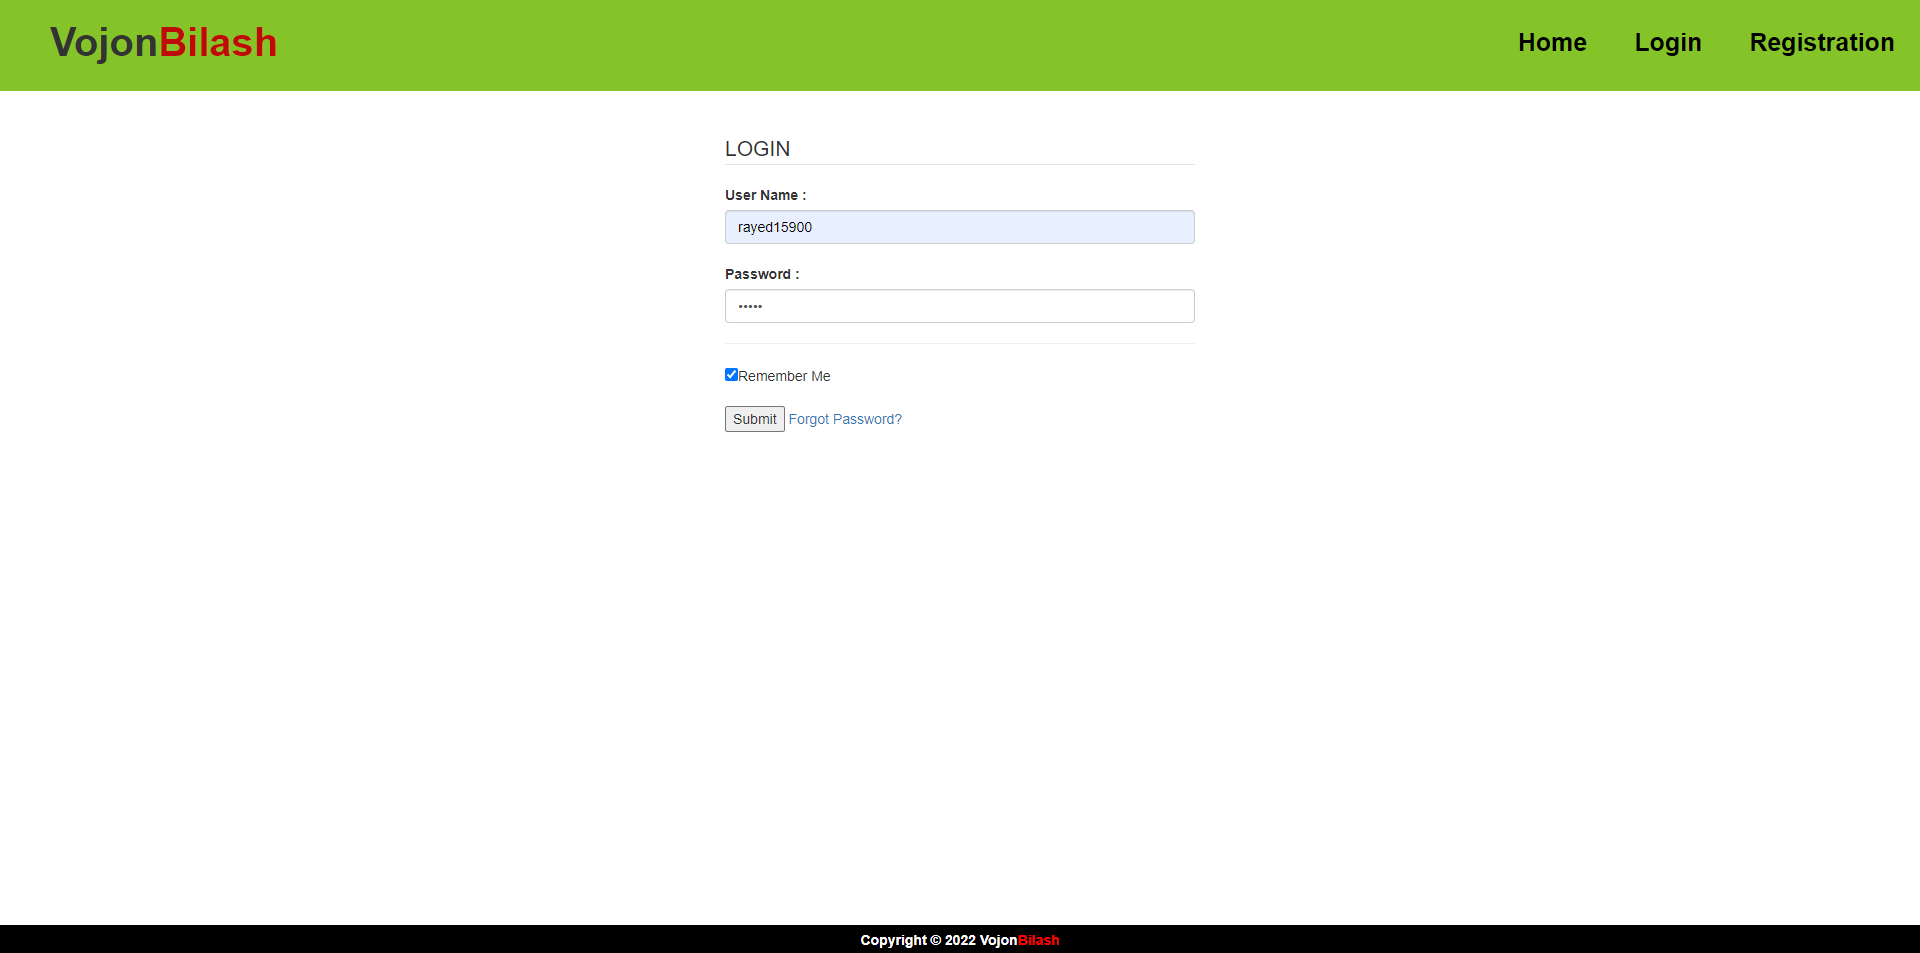 VojonBilash
Home Login Registration
LOGIN
User Name :
rayed15900
Password :
•••••
Remember Me
Submit Forgot Password?
Copyright © 2022 VojonBilash